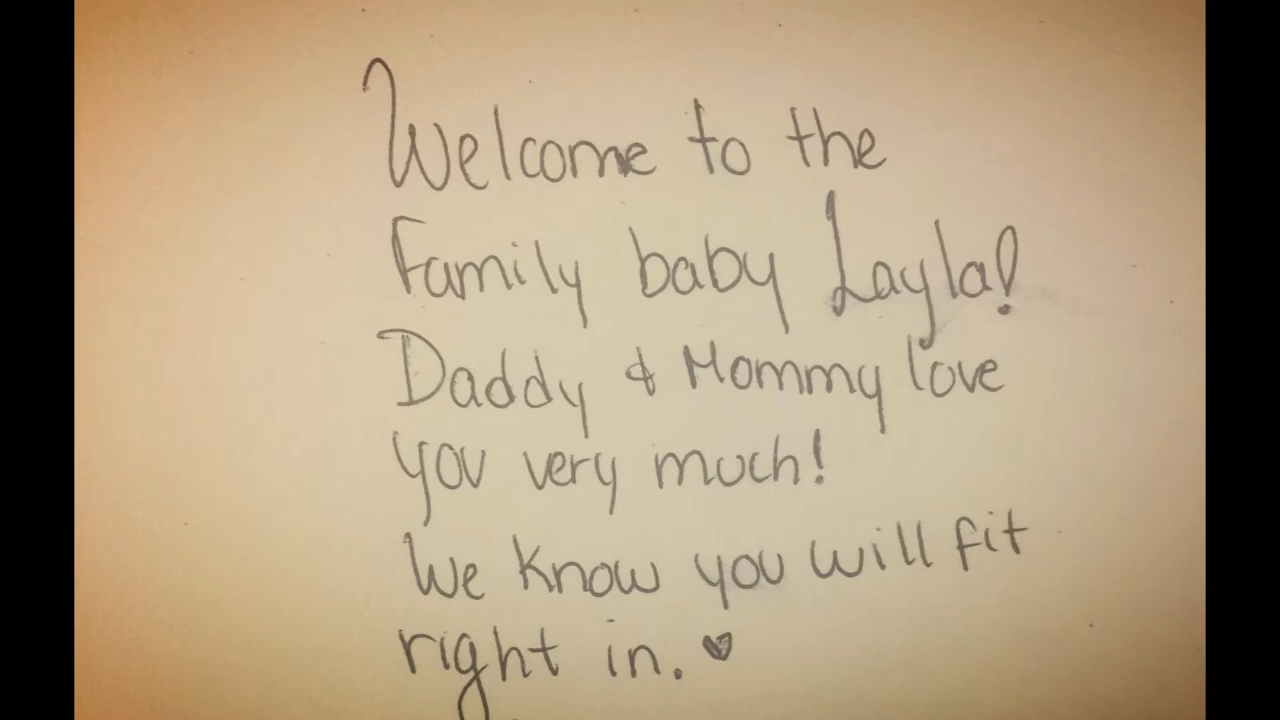 Welcome to the
Family baby Layla!
Daddy & Mommy love
you very much!
We know you will fit
right in. ♥